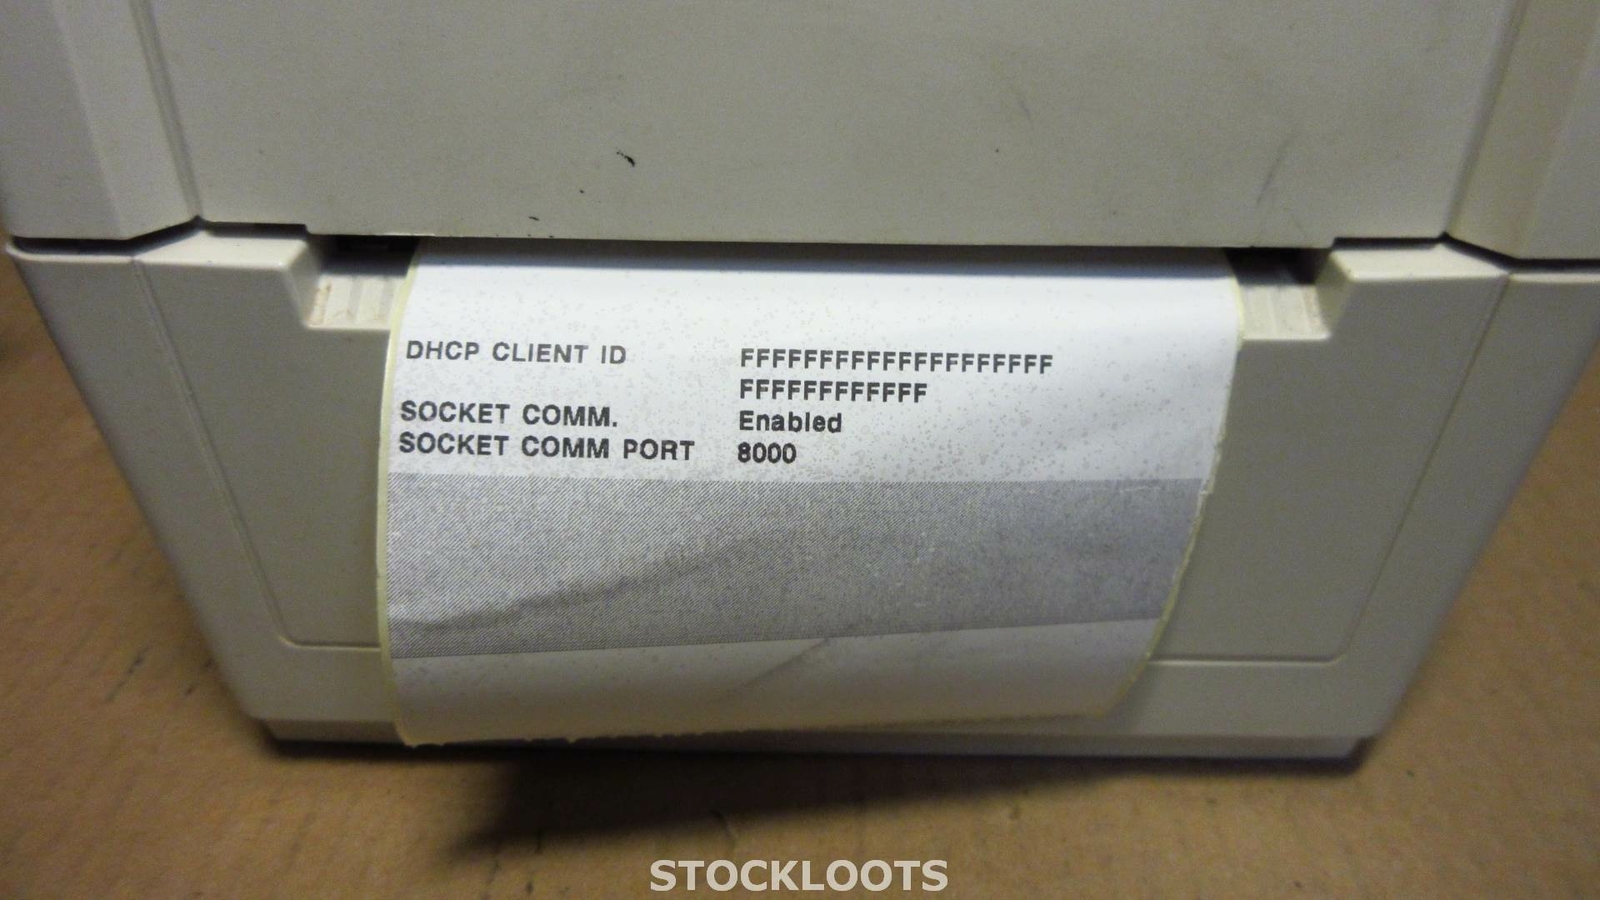 DHCP CLIENT ID FFFFFFFFFFFFFFFFFFFF
FFFFFFFFFFFF
SOCKET COMM. Enabled
SOCKET COMM PORT 8000
STOCKLOOTS